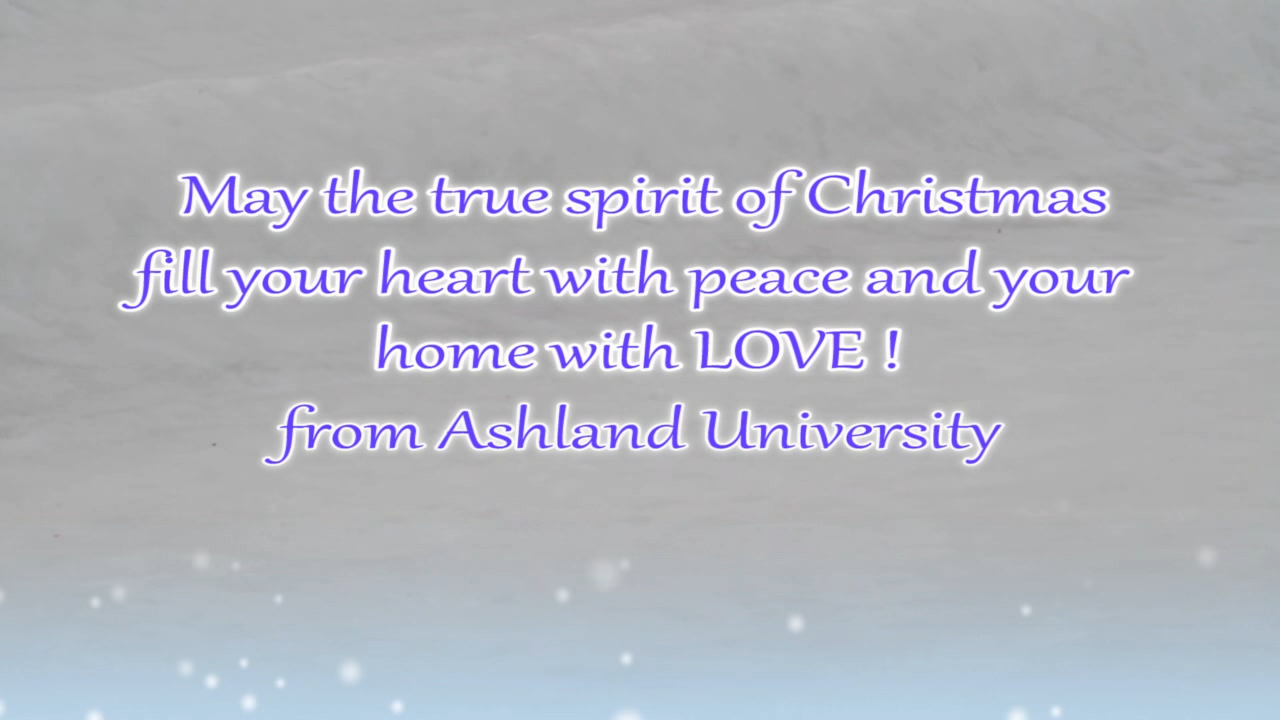 May the true spirit of Christmas
fill your heart with peace and your
home with LOVE !
from Ashland University